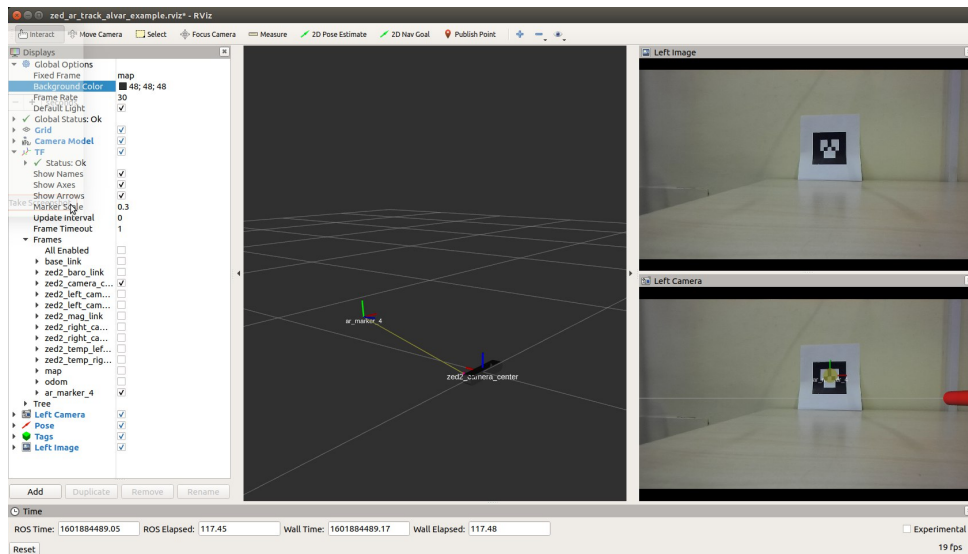 zed_ar_track_alvar_example.rviz* - RViz
Interact Move Camera Select Focus Camera Measure 2D Pose Estimate 2D Nav Goal Publish Point
Displays
Global Options
Fixed Frame map
Background Color 48; 48; 48
Frame Rate 30
Default Light
Global Status: Ok
Grid
Camera Model
TF
Status: Ok
Show Names
Show Axes
Show Arrows
Marker Scale 0.3
Update Interval 0
Frame Timeout 1
Frames
All Enabled
base_link
zed2_baro_link
zed2_camera_c...
zed2_left_cam...
zed2_left_cam...
zed2_mag_link
zed2_right_ca...
zed2_right_ca...
zed2_temp_lef...
zed2_temp_rig...
map
odom
ar_marker_4
Tree
Left Camera
Pose
Tags
Left Image
Add Duplicate Remove Rename
ar_marker_4
zed2_camera_center
Left Image
Left Camera
Time
ROS Time: 1601884489.05 ROS Elapsed: 117.45 Wall Time: 1601884489.17 Wall Elapsed: 117.48 Experimental
Reset 19 fps